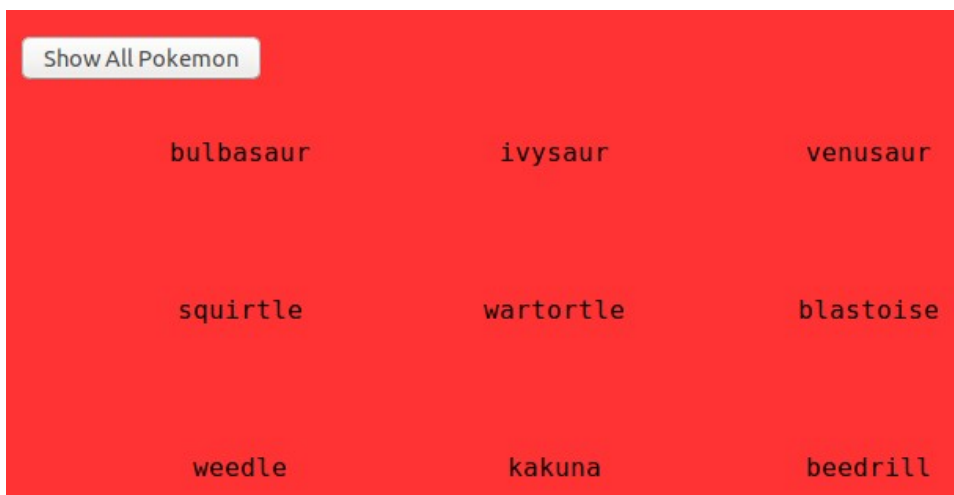 Show All Pokemon
bulbasaur ivysaur venusaur
squirtle wartortle blastoise
weedle kakuna beedrill